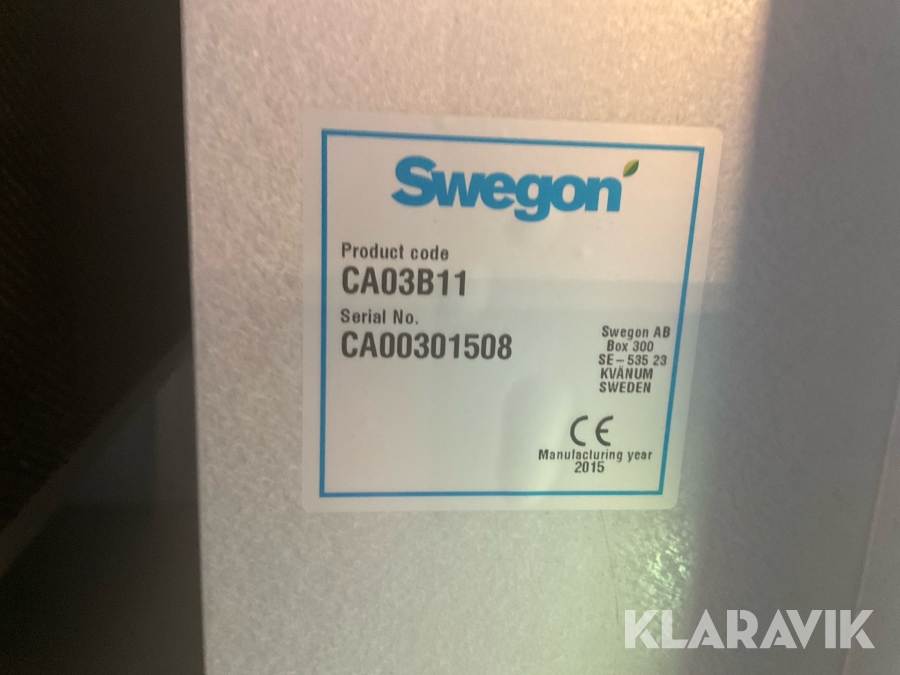 Swegon
Product code
CA03B11
Serial No.
CA00301508
Swegon AB
Box 300
SE-535 23
KVÄNUM
SWEDEN
CE
Manufacturing year
2015
KLARAVIK